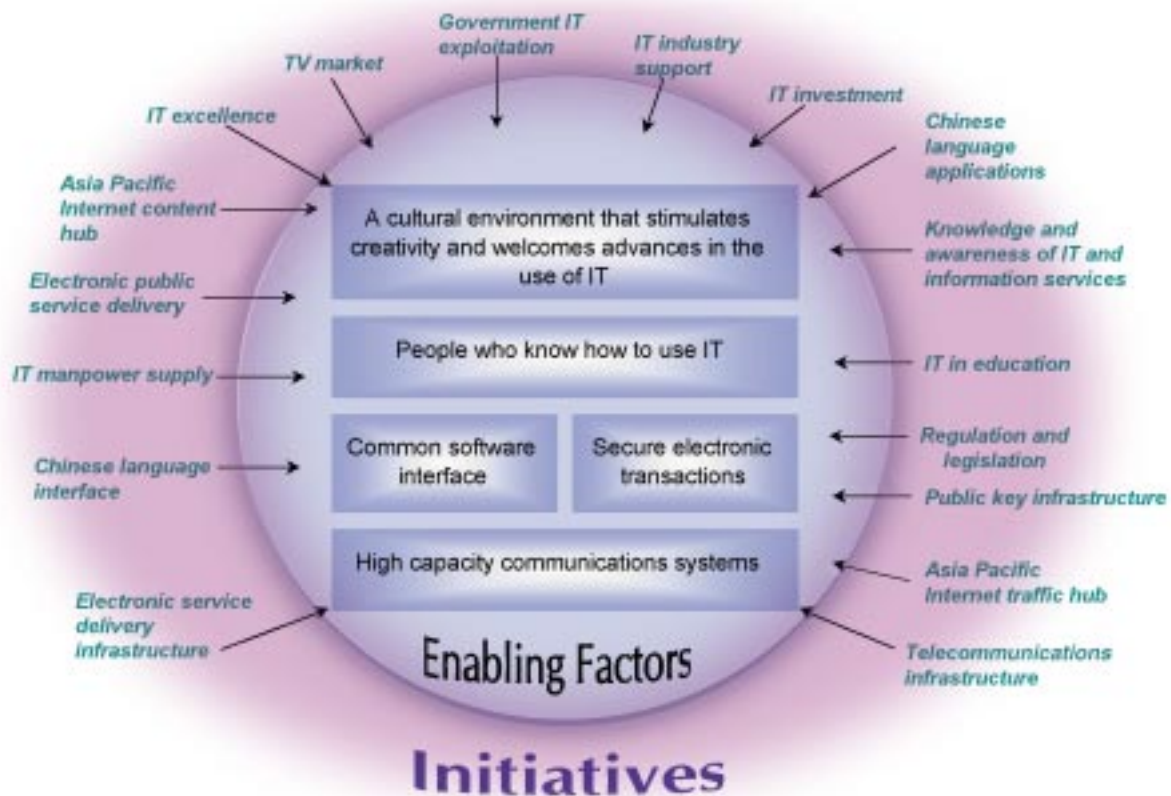 Government IT
exploitation
IT industry
support
TV market
IT investment
IT excellence
Chinese
language
applications
Asia Pacific
Internet content
hub
A cultural environment that stimulates
creativity and welcomes advances in the
use of IT
Knowledge and
awareness of IT and
information services
Electronic public
service delivery
People who know how to use IT
IT manpower supply
IT in education
Common software
interface
Secure electronic
transactions
Regulation and
legislation
Chinese language
interface
Public key infrastructure
High capacity communications systems
Asia Pacific
Internet traffic hub
Electronic service
delivery
infrastructure
Telecommunications
infrastructure
Enabling Factors
Initiatives